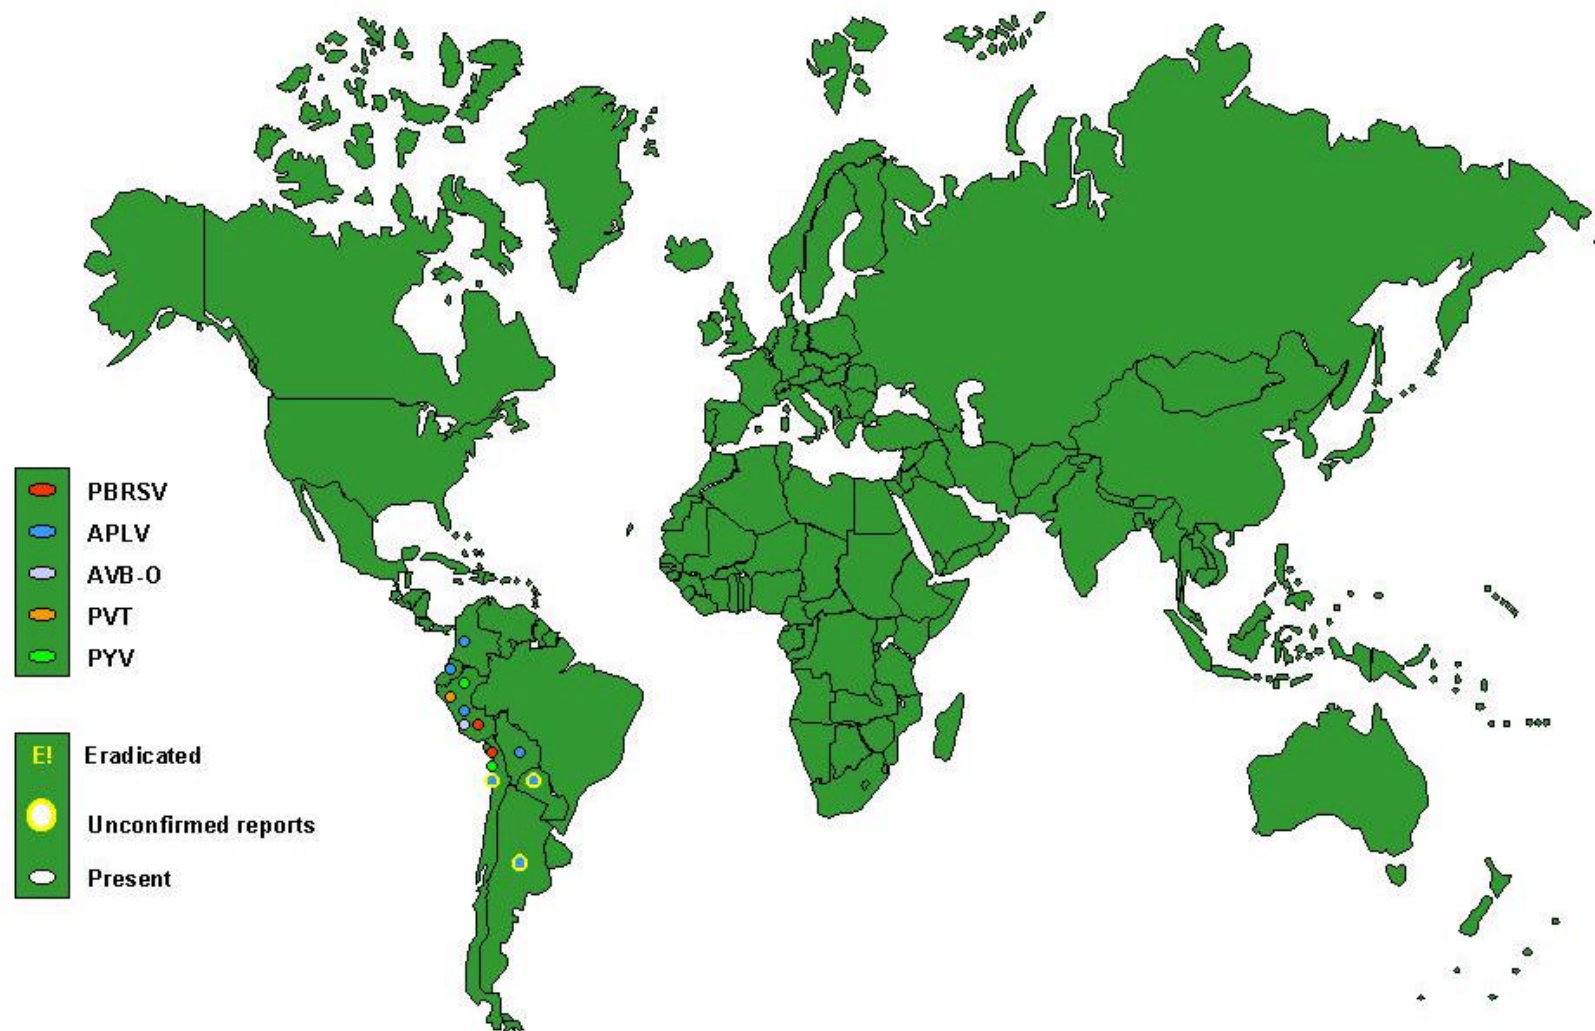 PBRSV
APLV
AVB-O
PVT
PYV
E! Eradicated
Unconfirmed reports
Present